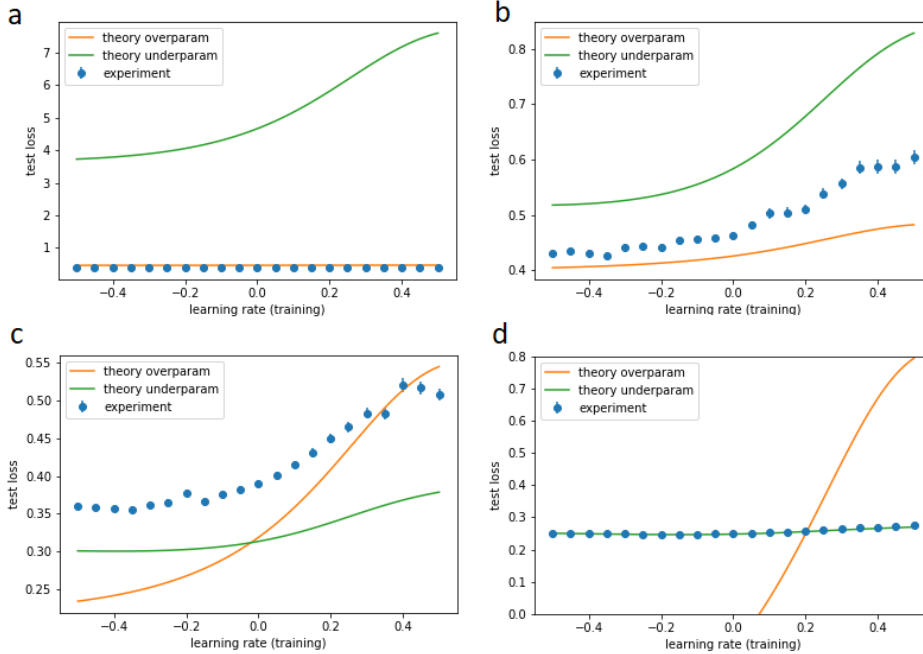 a
theory overparam
theory underparam
experiment
7
6
5
4
3
2
1
test loss
−0.4 −0.2 0.0 0.2 0.4
learning rate (training)
b
theory overparam
theory underparam
experiment
0.8
0.7
0.6
0.5
0.4
test loss
−0.4 −0.2 0.0 0.2 0.4
learning rate (training)
c
theory overparam
theory underparam
experiment
0.55
0.50
0.45
0.40
0.35
0.30
0.25
test loss
−0.4 −0.2 0.0 0.2 0.4
learning rate (training)
d
theory overparam
theory underparam
experiment
0.8
0.7
0.6
0.5
0.4
0.3
0.2
0.1
0.0
test loss
−0.4 −0.2 0.0 0.2 0.4
learning rate (training)